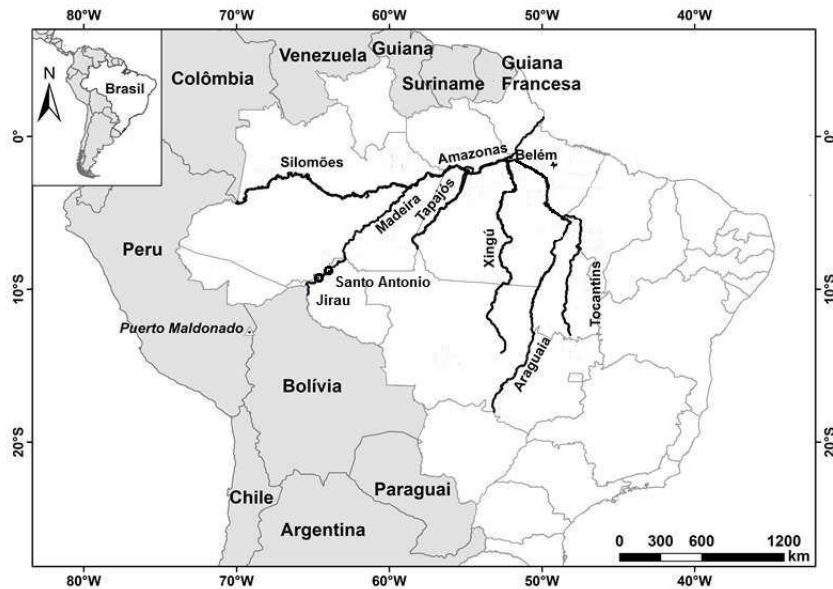 80°W 70°W 60°W 50°W 40°W
N
Brasil
Colômbia
Venezuela
Guiana
Suriname
Guiana
Francesa
0°
0°
Silomões
Amazonas
Belém
Madeira
Tapajós
Xingú
Peru
Santo Antonio
Jirau
Tocantins
10°S
10°S
Puerto Maldonado .
Araguaia
Bolívia
20°S
20°S
Chile
Paraguai
Argentina
0 300 600 1200
km
80°W 70°W 60°W 50°W 40°W